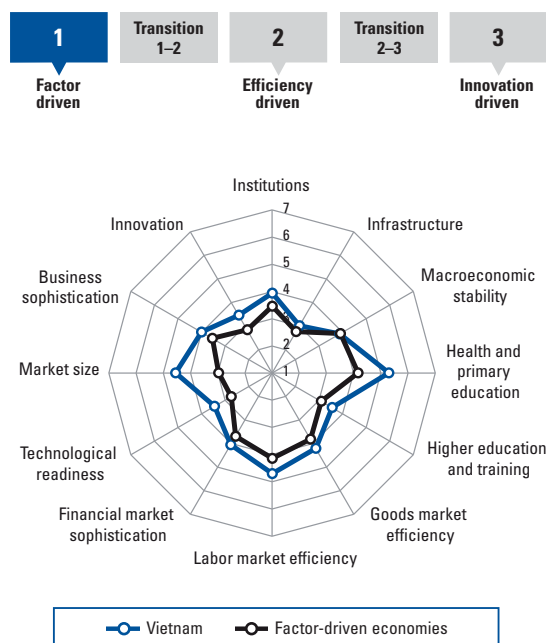 1
Transition
1–2
2
Transition
2–3
3
Factor
driven
Efficiency
driven
Innovation
driven
Institutions
7
6
5
4
3
2
1
Infrastructure
Macroeconomic
stability
Health and
primary
education
Higher education
and training
Goods market
efficiency
Labor market efficiency
Financial market
sophistication
Technological
readiness
Market size
Business
sophistication
Innovation
Vietnam
Factor-driven economies